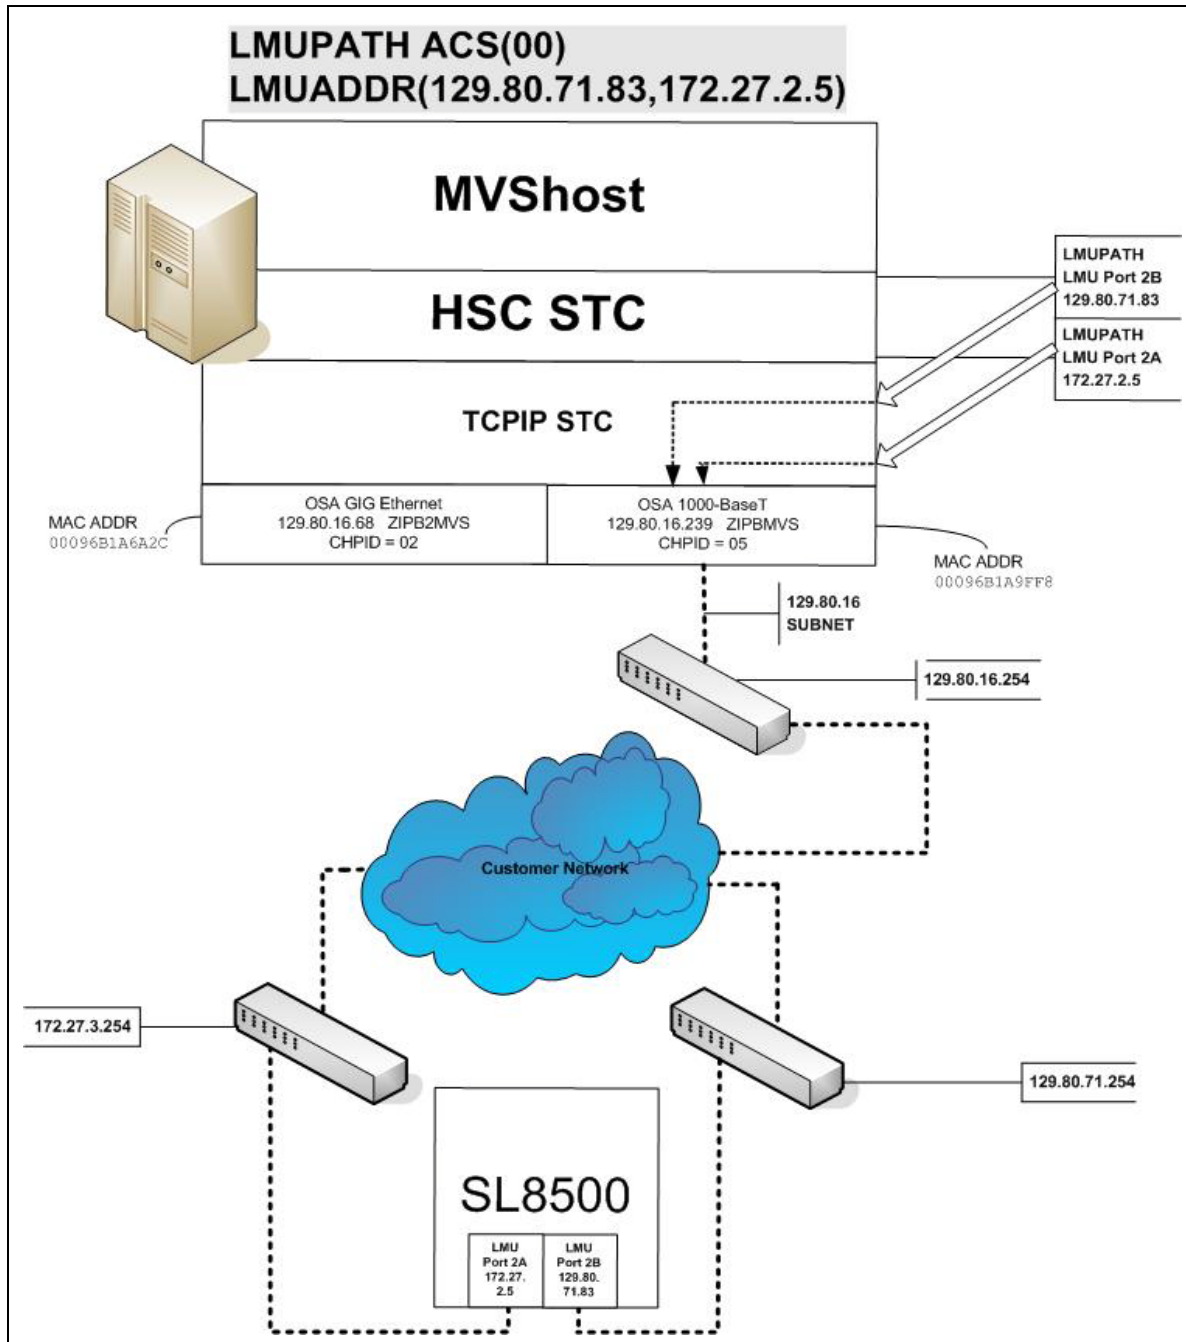 LMUPATH ACS(00)
LMUADDR(129.80.71.83,172.27.2.5)
MVShost
HSC STC
TCPIP STC
LMUPATH
LMU Port 2B
129.80.71.83
LMUPATH
LMU Port 2A
172.27.2.5
OSA GIG Ethernet
129.80.16.68 ZIPB2MVS
CHPID = 02
OSA 1000-BaseT
129.80.16.239 ZIPBMVS
CHPID = 05
MAC ADDR
00096B1A6A2C
MAC ADDR
00096B1A9FF8
129.80.16
SUBNET
129.80.16.254
Customer Network
172.27.3.254
129.80.71.254
SL8500
LMU
Port 2A
172.27.
2.5
LMU
Port 2B
129.80.
71.83